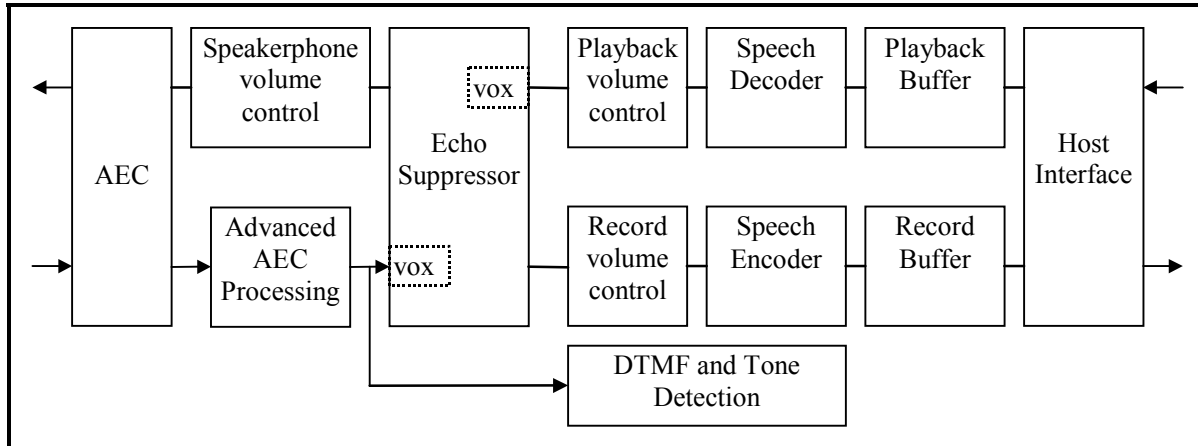 AEC
Speakerphone
volume
control
Advanced
AEC
Processing
vox
Echo
Suppressor
vox
Playback
volume
control
Speech
Decoder
Playback
Buffer
Record
volume
control
Speech
Encoder
Record
Buffer
Host
Interface
DTMF and Tone
Detection